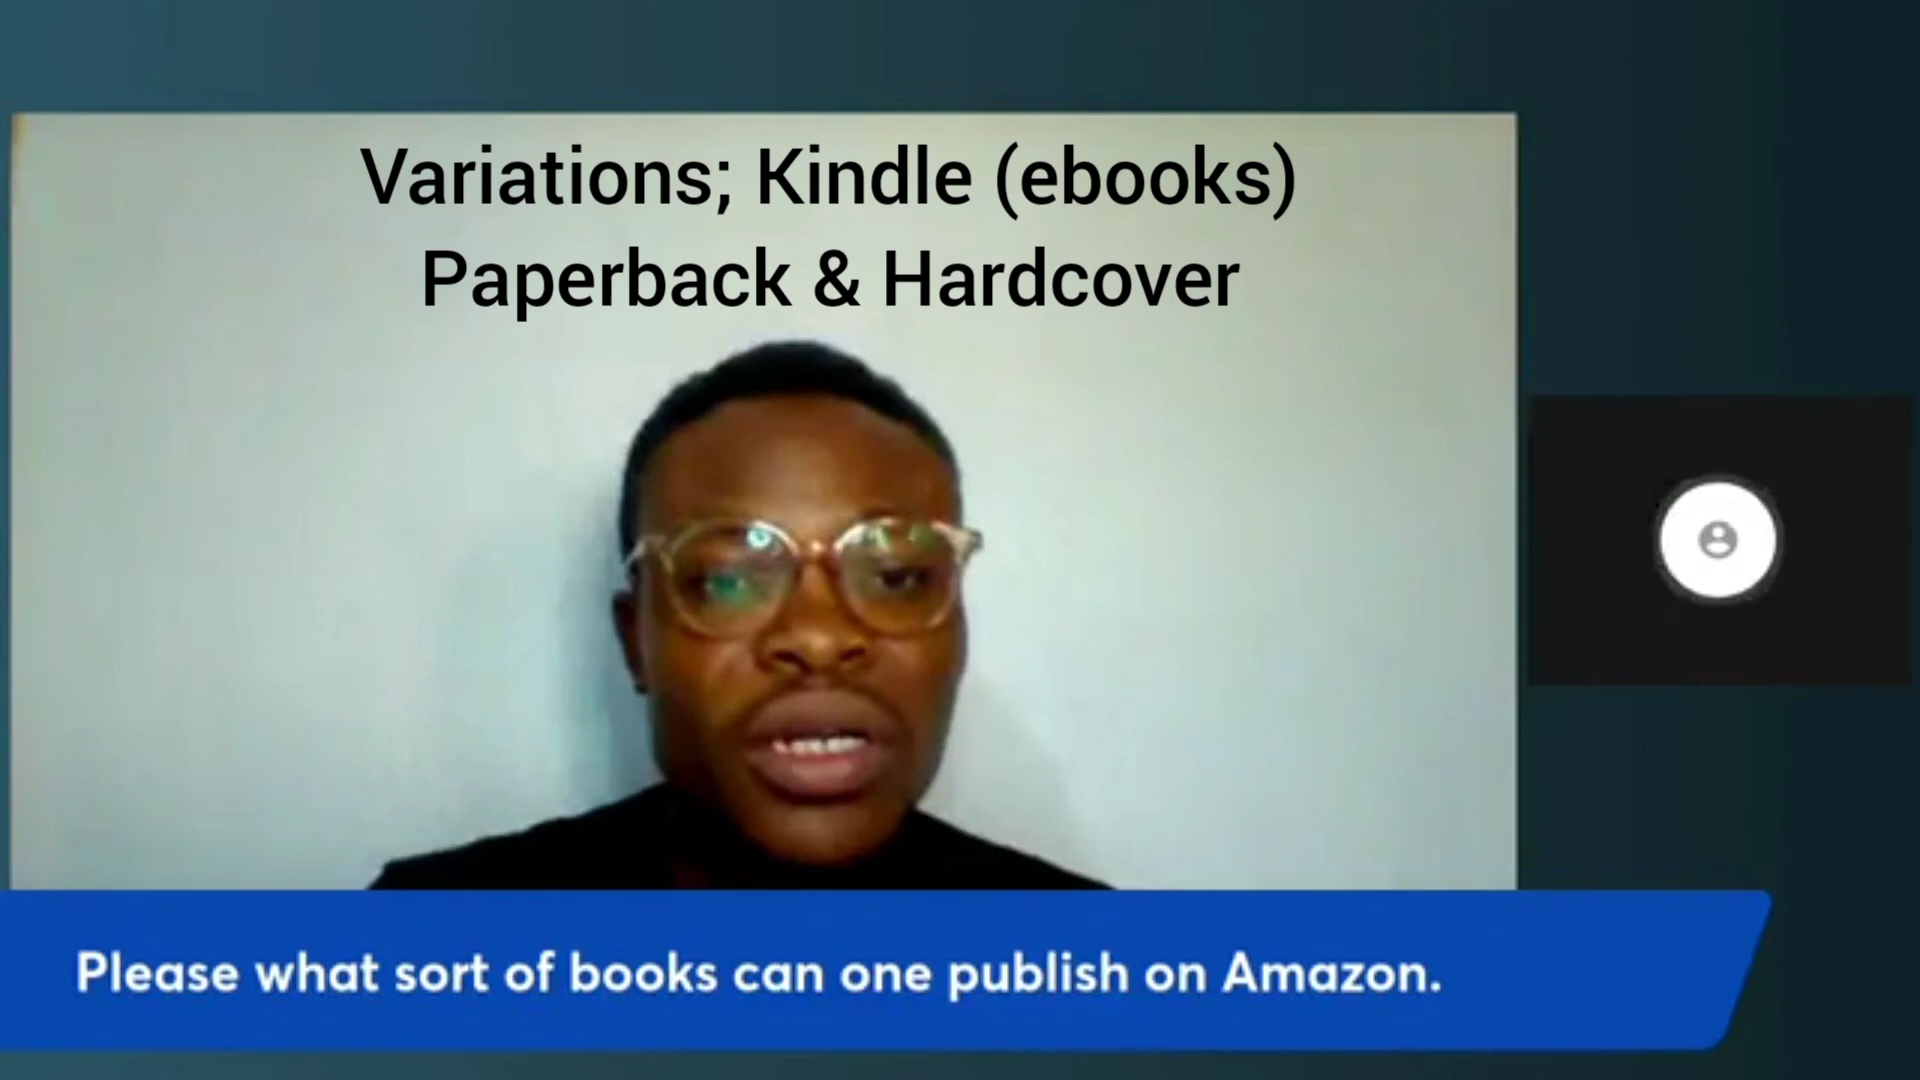 Variations; Kindle (ebooks)
Paperback & Hardcover
Please what sort of books can one publish on Amazon.